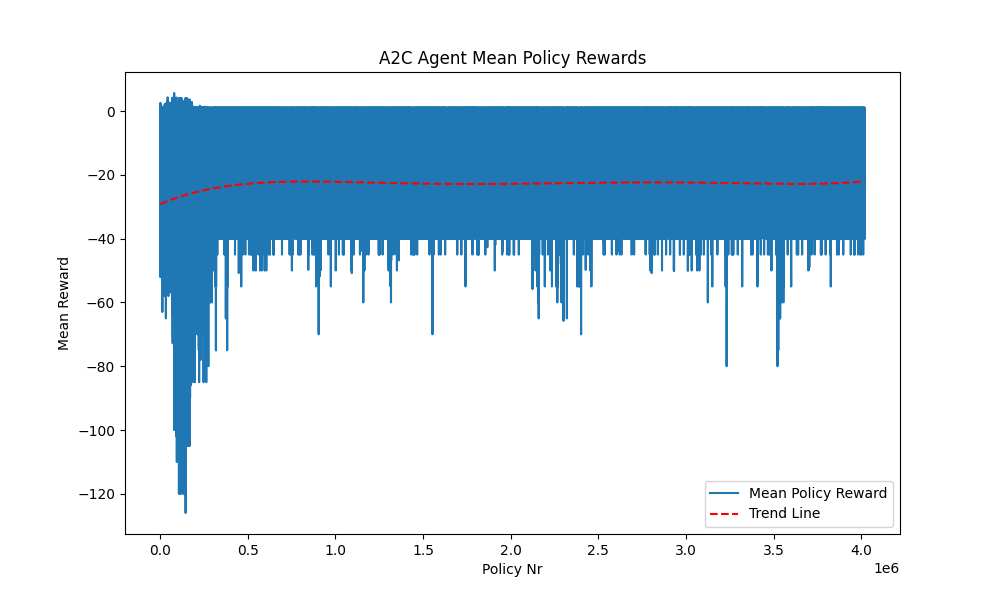 A2C Agent Mean Policy Rewards
Mean Reward
0
−20
−40
−60
−80
−100
−120
0.0 0.5 1.0 1.5 2.0 2.5 3.0 3.5 4.0
1e6
Policy Nr
Mean Policy Reward
Trend Line